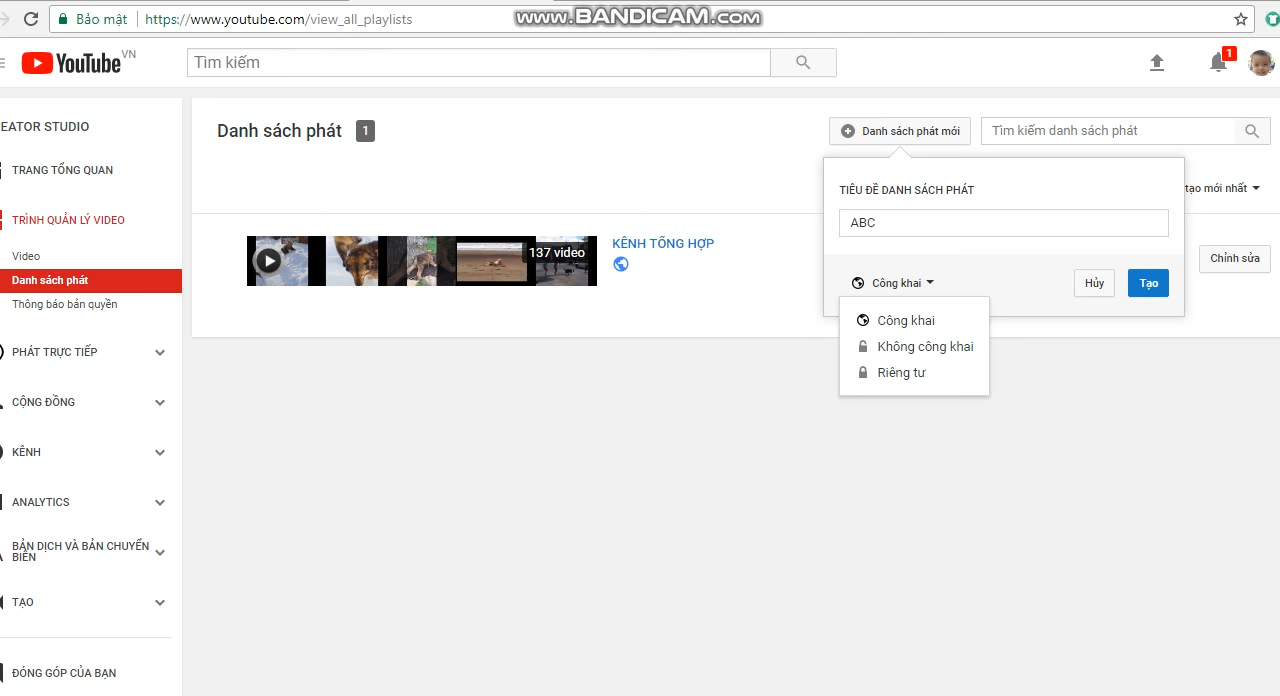 Bảo mật https://www.youtube.com/view_all_playlists
www.BANDICAM.com
YouTube VN
Tìm kiếm
1
EATOR STUDIO
TRANG TỔNG QUAN
TRÌNH QUẢN LÝ VIDEO
Video
Danh sách phát
Thông báo bản quyền
PHÁT TRỰC TIẾP
CỘNG ĐỒNG
KÊNH
ANALYTICS
BẢN DỊCH VÀ BẢN CHUYỂN
BIÊN
TẠO
ĐÓNG GÓP CỦA BẠN
Danh sách phát 1
Danh sách phát mới
Tìm kiếm danh sách phát
tạo mới nhất
137 video
KÊNH TỔNG HỢP
Chỉnh sửa
TIÊU ĐỀ DANH SÁCH PHÁT
ABC
Công khai
Hủy
Tạo
Công khai
Không công khai
Riêng tư